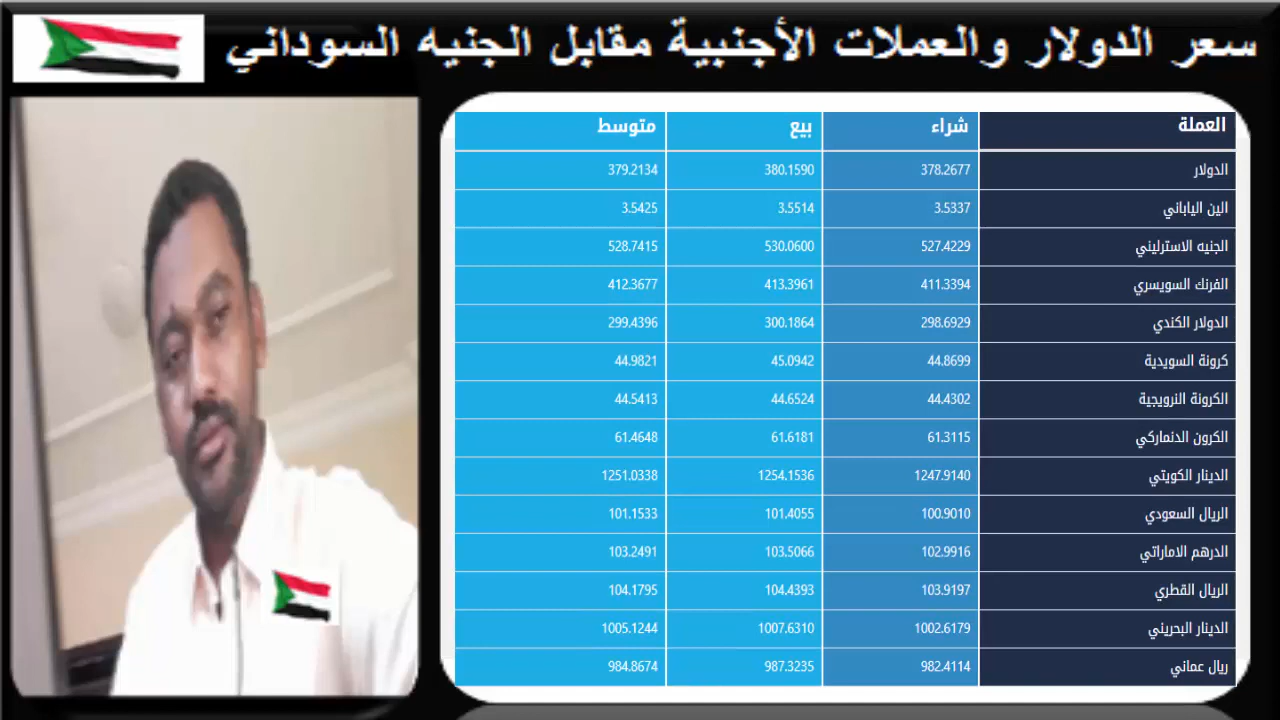 سعر الدولار والعملات الأجنبية مقابل الجنيه السوداني
العملة شراء بيع متوسط
الدولار 378.2677 380.1590 379.2134
الين الياباني 3.5337 3.5514 3.5425
الجنيه الاسترليني 527.4229 530.0600 528.7415
الفرنك السويسري 411.3394 413.3961 412.3677
الدولار الكندي 298.6929 300.1864 299.4396
كرونة السويدية 44.8699 45.0942 44.9821
الكرونة النرويجية 44.4302 44.6524 44.5413
الكرون الدنماركي 61.3115 61.6181 61.4648
الدينار الكويتي 1247.9140 1254.1536 1251.0338
الريال السعودي 100.9010 101.4055 101.1533
الدرهم الاماراتي 102.9916 103.5066 103.2491
الريال القطري 103.9197 104.4393 104.1795
الدينار البحريني 1002.6179 1007.6310 1005.1244
ريال عماني 982.4114 987.3235 984.8674